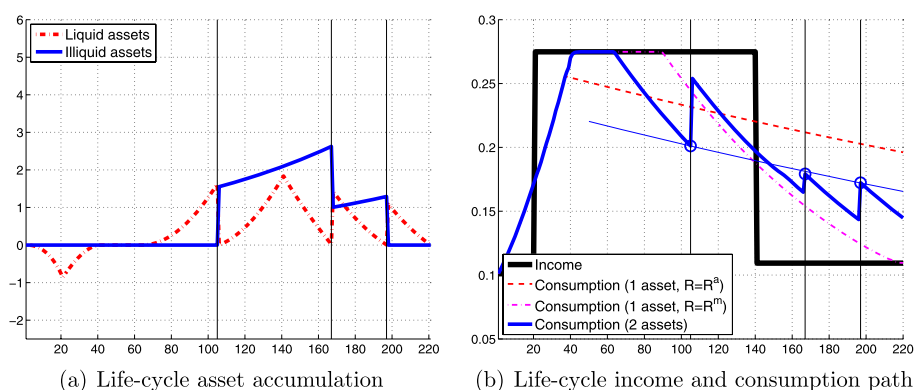 6
5
4
3
2
1
0
-1
-2
20 40 60 80 100 120 140 160 180 200 220
Liquid assets
Illiquid assets
(a) Life-cycle asset accumulation
0.3
0.25
0.2
0.15
0.1
0.05
20 40 60 80 100 120 140 160 180 200 220
Income
Consumption (1 asset, R=Rᵃ)
Consumption (1 asset, R=Rᵐ)
Consumption (2 assets)
(b) Life-cycle income and consumption path